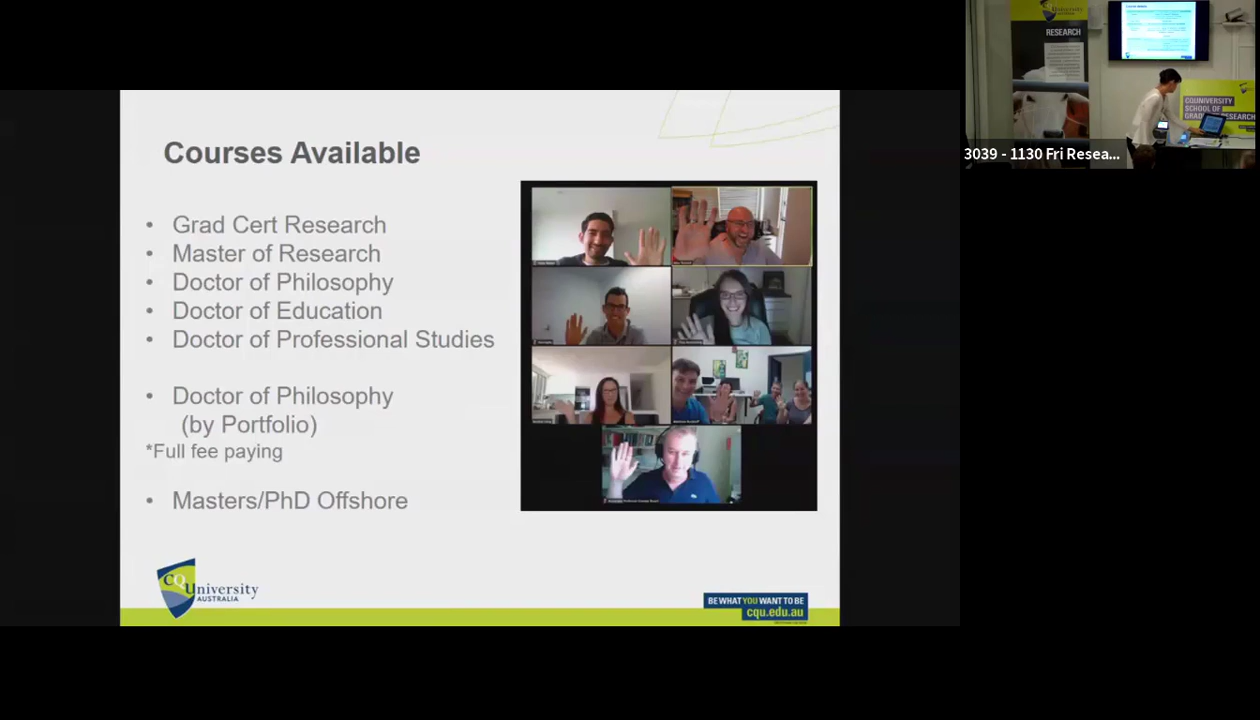 Courses Available
• Grad Cert Research
• Master of Research
• Doctor of Philosophy
• Doctor of Education
• Doctor of Professional Studies
• Doctor of Philosophy
(by Portfolio)
*Full fee paying
• Masters/PhD Offshore
CQUniversity
AUSTRALIA
BE WHAT YOU WANT TO BE
cqu.edu.au
University
RESEARCH
CQUNIVERSITY
SCHOOL OF
3039 - 1130 Fri Resea...